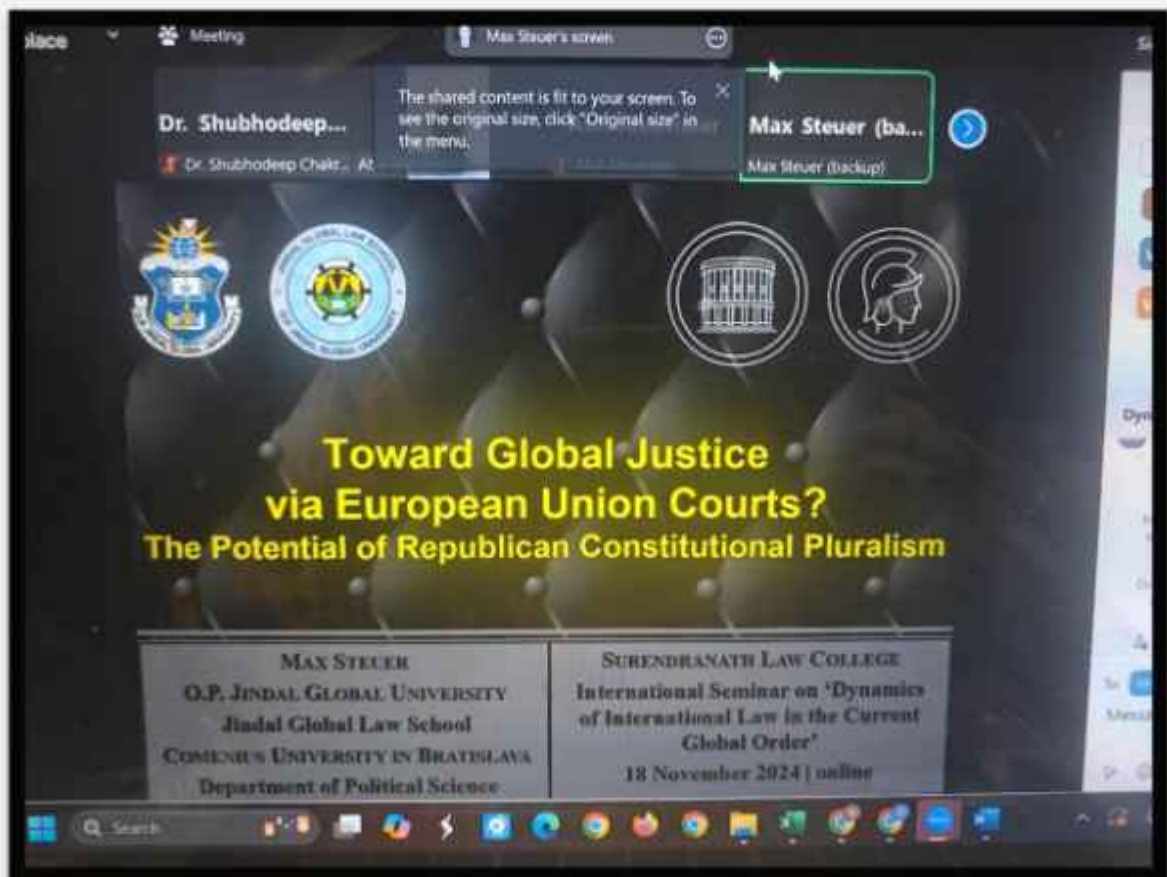 place
Meeting
Max Steuer's screen
The shared content is fit to your screen. To
see the original size, click "Original size" in
the menu.
Dr. Shubhodeep...
Dr. Shubhodeep Chakr...
Max Steuer (ba...
Max Steuer (backup)
Toward Global Justice
via European Union Courts?
The Potential of Republican Constitutional Pluralism
MAX STEUER
O.P. JINDAL GLOBAL UNIVERSITY
Jindal Global Law School
COMENIUS UNIVERSITY IN BRATISLAVA
Department of Political Science
SURENDRANATH LAW COLLEGE
International Seminar on 'Dynamics
of International Law in the Current
Global Order'
18 November 2024 | online
Search